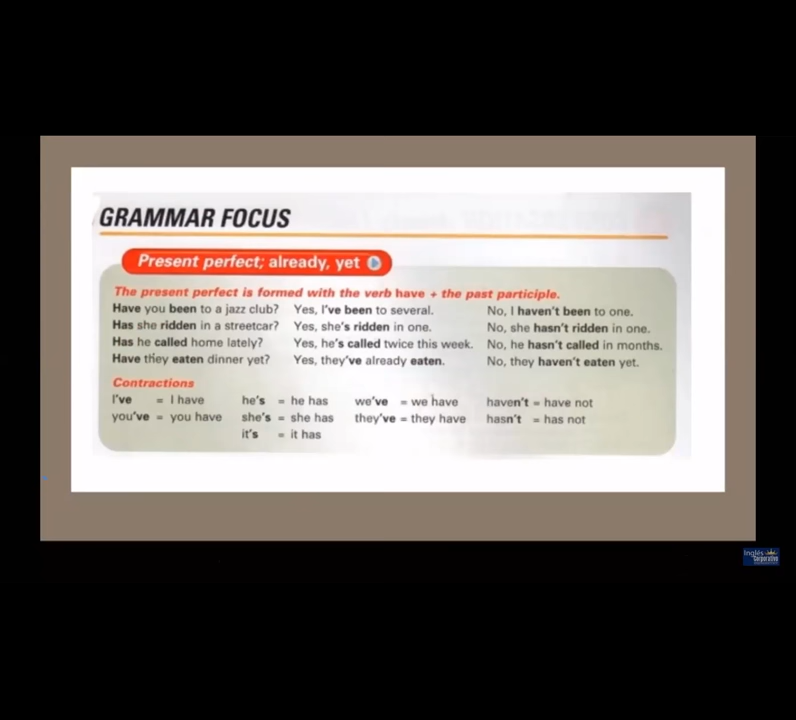 GRAMMAR FOCUS
Present perfect; already, yet
The present perfect is formed with the verb have + the past participle.
Have you been to a jazz club? Yes, I've been to several. No, I haven't been to one.
Has she ridden in a streetcar? Yes, she's ridden in one. No, she hasn't ridden in one.
Has he called home lately? Yes, he's called twice this week. No, he hasn't called in months.
Have they eaten dinner yet? Yes, they've already eaten. No, they haven't eaten yet.
Contractions
I've = I have he's = he has we've = we have haven't = have not
you've = you have she's = she has they've = they have hasn't = has not
it's = it has
Inglés
Corporativo